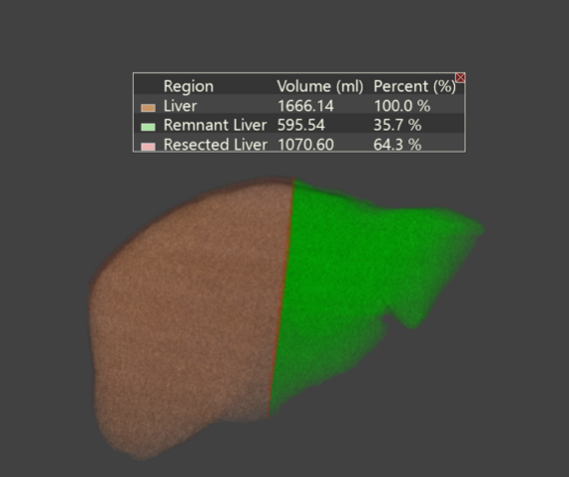 Region Volume (ml) Percent (%)
Liver 1666.14 100.0 %
Remnant Liver 595.54 35.7 %
Resected Liver 1070.60 64.3 %